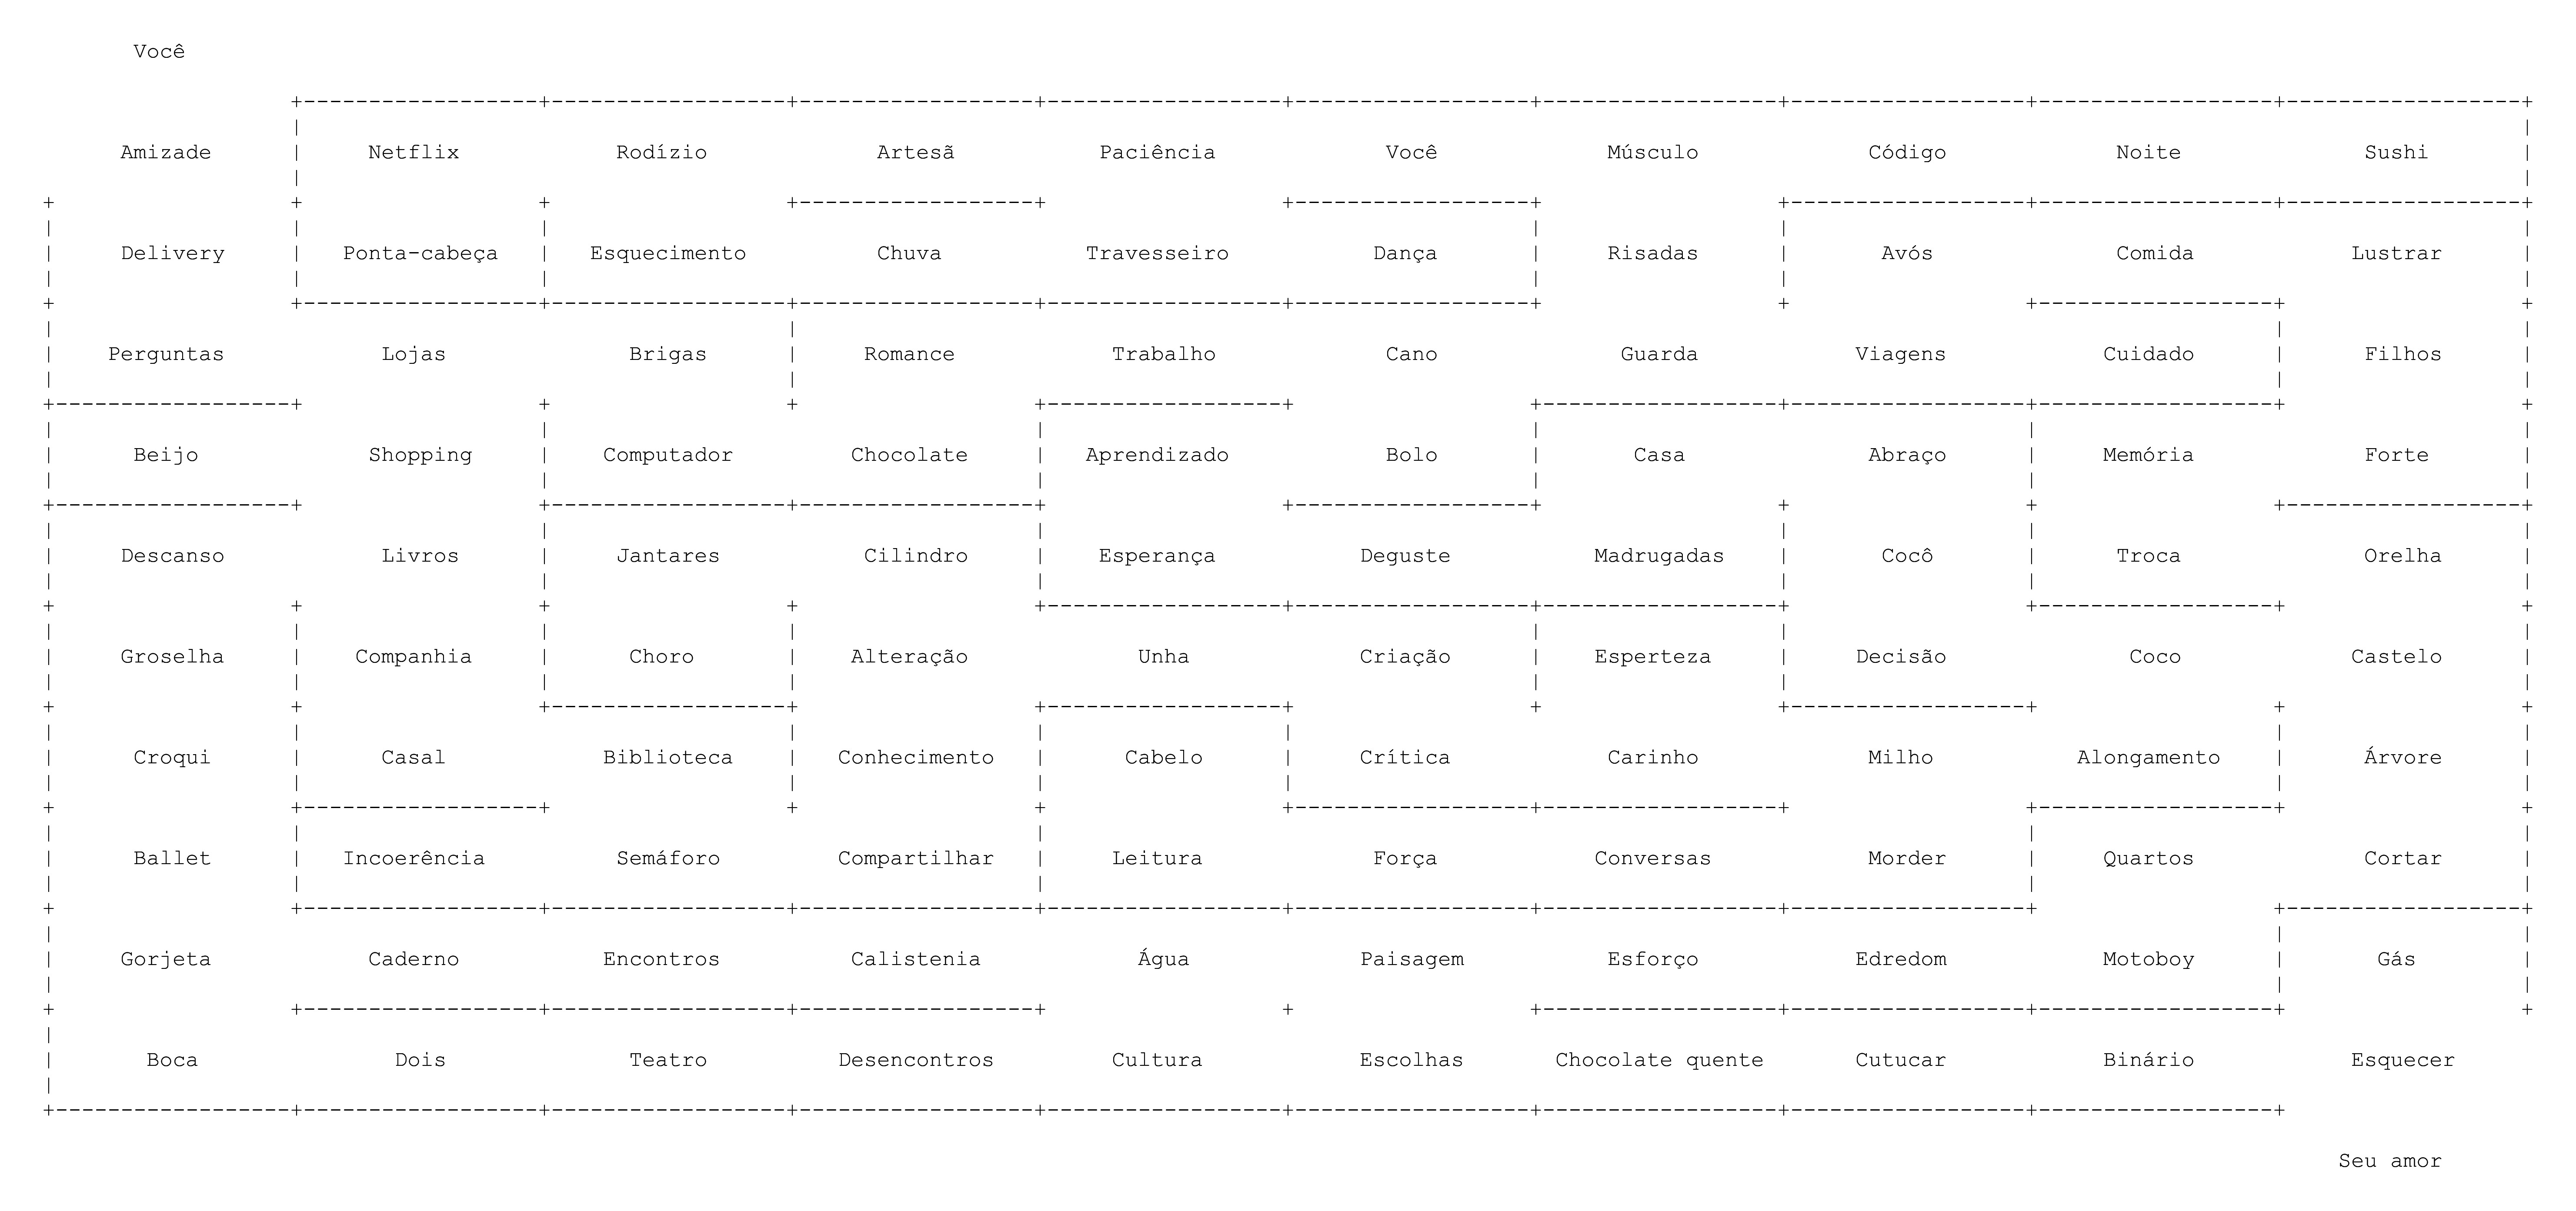 Você
Amizade Netflix Rodízio Artesã Paciência Você Músculo Código Noite Sushi
Delivery Ponta-cabeça Esquecimento Chuva Travesseiro Dança Risadas Avós Comida Lustrar
Perguntas Lojas Brigas Romance Trabalho Cano Guarda Viagens Cuidado Filhos
Beijo Shopping Computador Chocolate Aprendizado Bolo Casa Abraço Memória Forte
Descanso Livros Jantares Cilindro Esperança Deguste Madrugadas Cocô Troca Orelha
Groselha Companhia Choro Alteração Unha Criação Esperteza Decisão Coco Castelo
Croqui Casal Biblioteca Conhecimento Cabelo Crítica Carinho Milho Alongamento Árvore
Ballet Incoerência Semáforo Compartilhar Leitura Força Conversas Morder Quartos Cortar
Gorjeta Caderno Encontros Calistenia Água Paisagem Esforço Edredom Motoboy Gás
Boca Dois Teatro Desencontros Cultura Escolhas Chocolate quente Cutucar Binário Esquecer
Seu amor